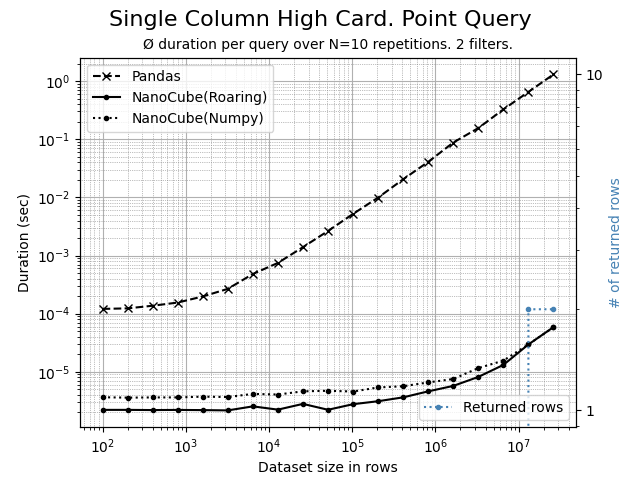 Single Column High Card. Point Query
Ø duration per query over N=10 repetitions. 2 filters.
Pandas
NanoCube(Roaring)
NanoCube(Numpy)
Duration (sec)
10⁰
10⁻¹
10⁻²
10⁻³
10⁻⁴
10⁻⁵
10
1
# of returned rows
Returned rows
10² 10³ 10⁴ 10⁵ 10⁶ 10⁷
Dataset size in rows